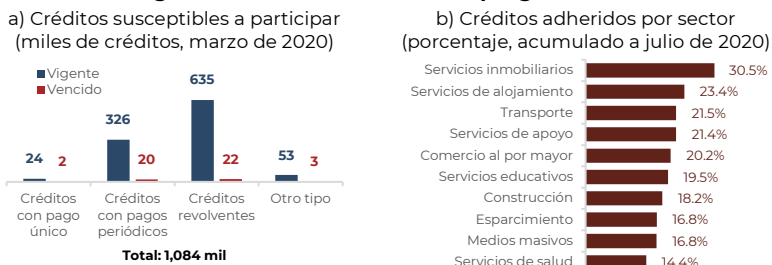 a) Créditos susceptibles a participar
(miles de créditos, marzo de 2020)
Vigente
Vencido
24 2
326 20
635 22
53 3
Créditos con pago único
Créditos con pagos periódicos
Créditos revolventes
Otro tipo
Total: 1,084 mil
b) Créditos adheridos por sector
(porcentaje, acumulado a julio de 2020)
Servicios inmobiliarios 30.5%
Servicios de alojamiento 23.4%
Transporte 21.5%
Servicios de apoyo 21.4%
Comercio al por mayor 20.2%
Servicios educativos 19.5%
Construcción 18.2%
Esparcimiento 16.8%
Medios masivos 16.8%
Servicios de salud 14.4%